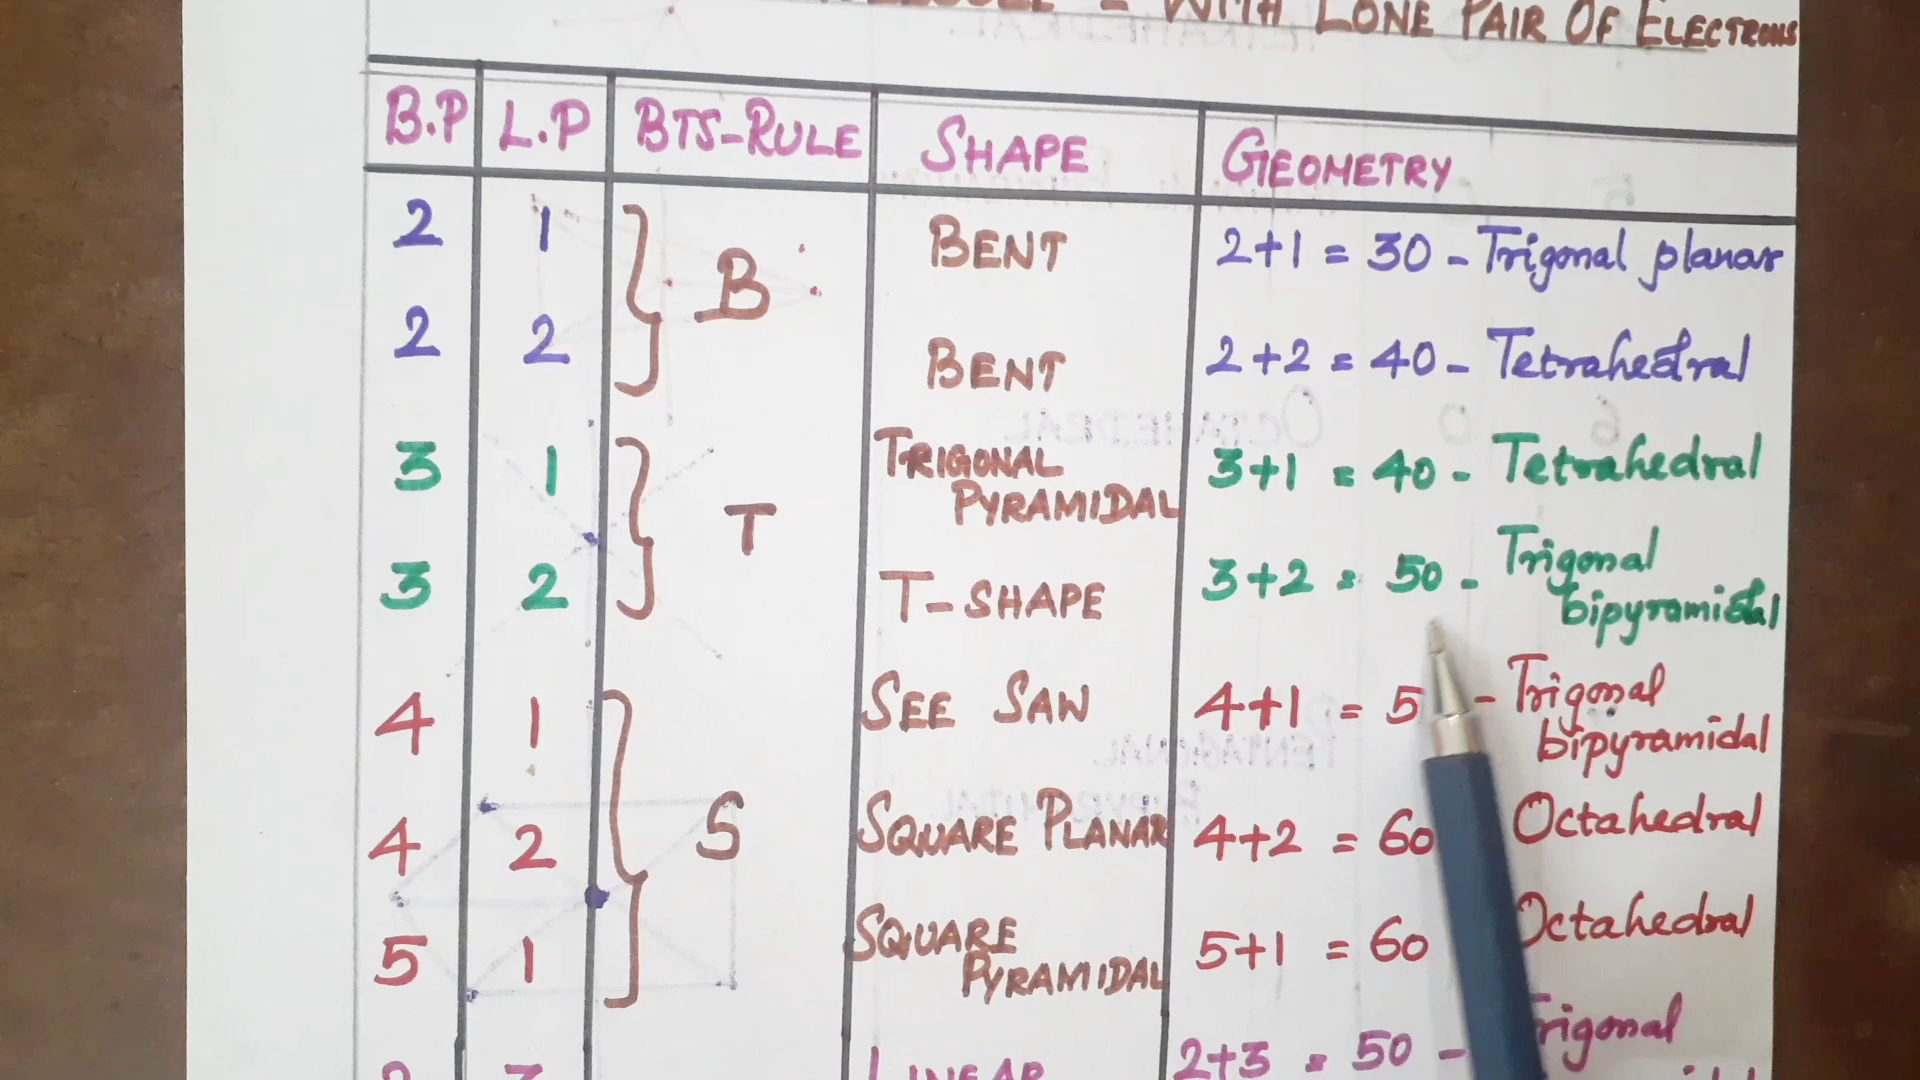 - WITH LONE PAIR OF ELECTRONS
B.P L.P BTS-RULE SHAPE GEOMETRY
2 1 B BENT 2+1 = 30 - Trigonal planar
2 2 BENT 2+2 = 40 - Tetrahedral
3 1 T TRIGONAL PYRAMIDAL 3+1 = 40 - Tetrahedral
3 2 T-SHAPE 3+2 = 50 - Trigonal bipyramidal
4 1 S SEE SAW 4+1 = 5 - Trigonal bipyramidal
4 2 SQUARE PLANAR 4+2 = 60 Octahedral
5 1 SQUARE PYRAMIDAL 5+1 = 60 Octahedral
LINEAR 2+3 = 50 - Trigonal